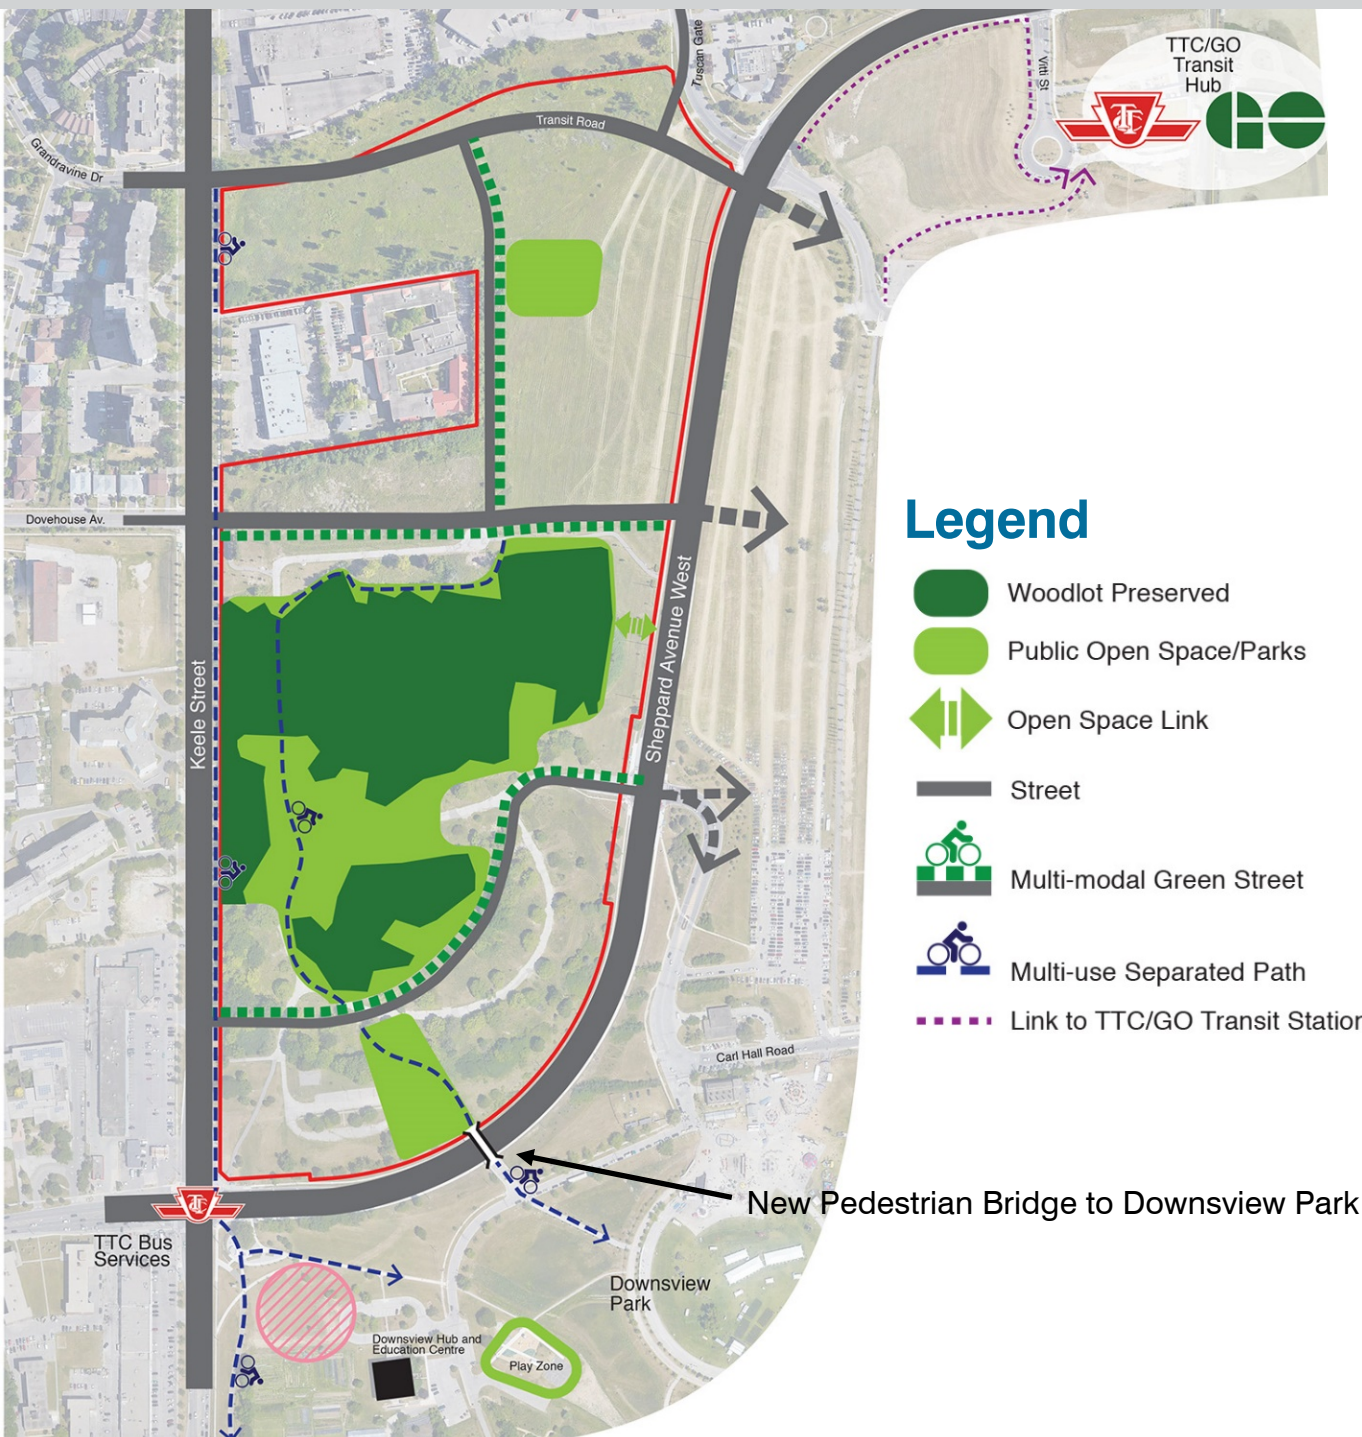 TTC/GO
Transit
Hub
TTC
GO
Vitti St
Tuscan Gate
Transit Road
Grandravine Dr
Dovehouse Av.
Keele Street
Sheppard Avenue West
Legend
Woodlot Preserved
Public Open Space/Parks
Open Space Link
Street
Multi-modal Green Street
Multi-use Separated Path
Link to TTC/GO Transit Station
Carl Hall Road
New Pedestrian Bridge to Downsview Park
TTC
TTC Bus
Services
Downsview
Park
Downsview Hub and
Education Centre
Play Zone